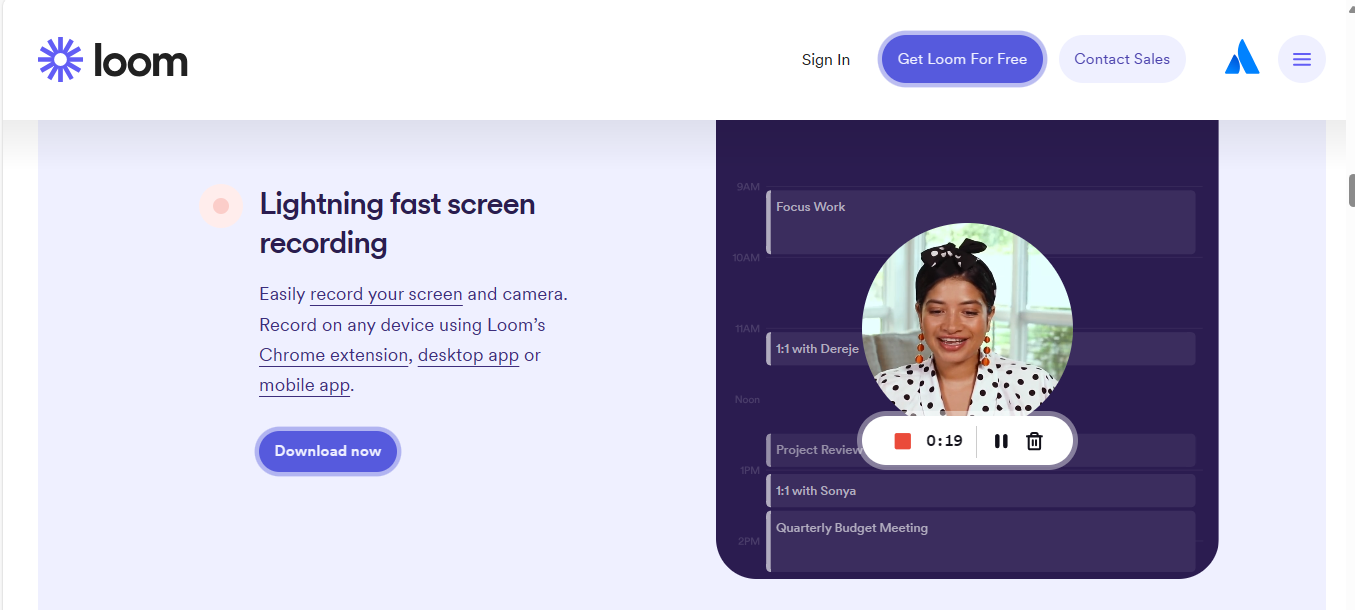 loom
Sign In
Get Loom For Free
Contact Sales
Lightning fast screen
recording
Easily record your screen and camera.
Record on any device using Loom’s
Chrome extension, desktop app or
mobile app.
Download now
9AM
Focus Work
10AM
11AM
1:1 with Dereje
Noon
Project Review
0:19
1PM
1:1 with Sonya
Quarterly Budget Meeting
2PM